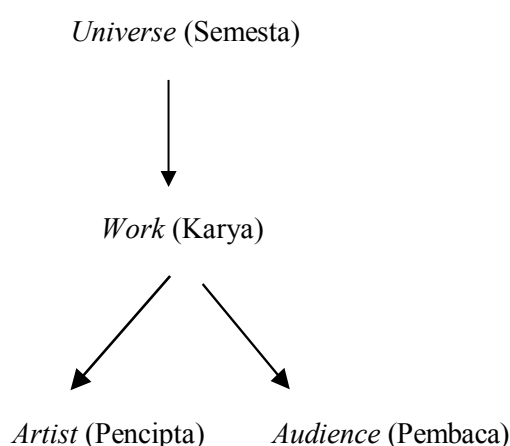 Universe (Semesta)
Work (Karya)
Artist (Pencipta) Audience (Pembaca)